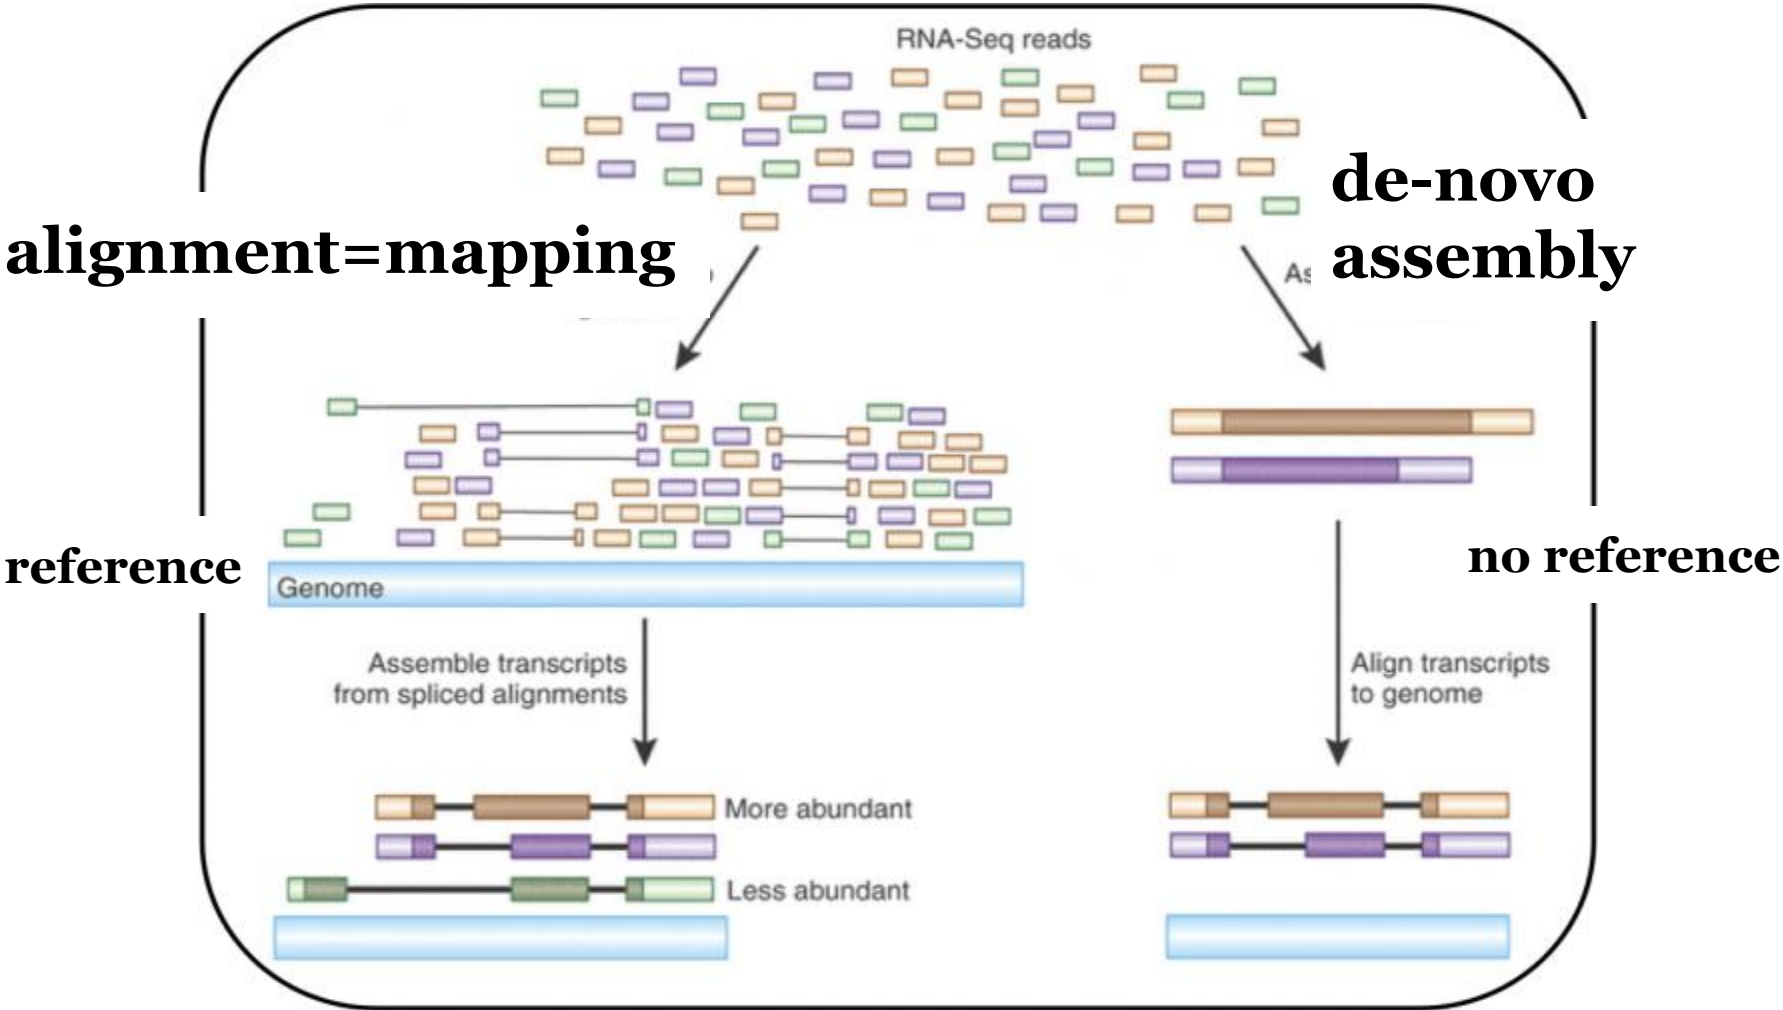 RNA-Seq reads
de-novo
assembly
alignment=mapping
As
reference
no reference
Genome
Assemble transcripts
from spliced alignments
Align transcripts
to genome
More abundant
Less abundant